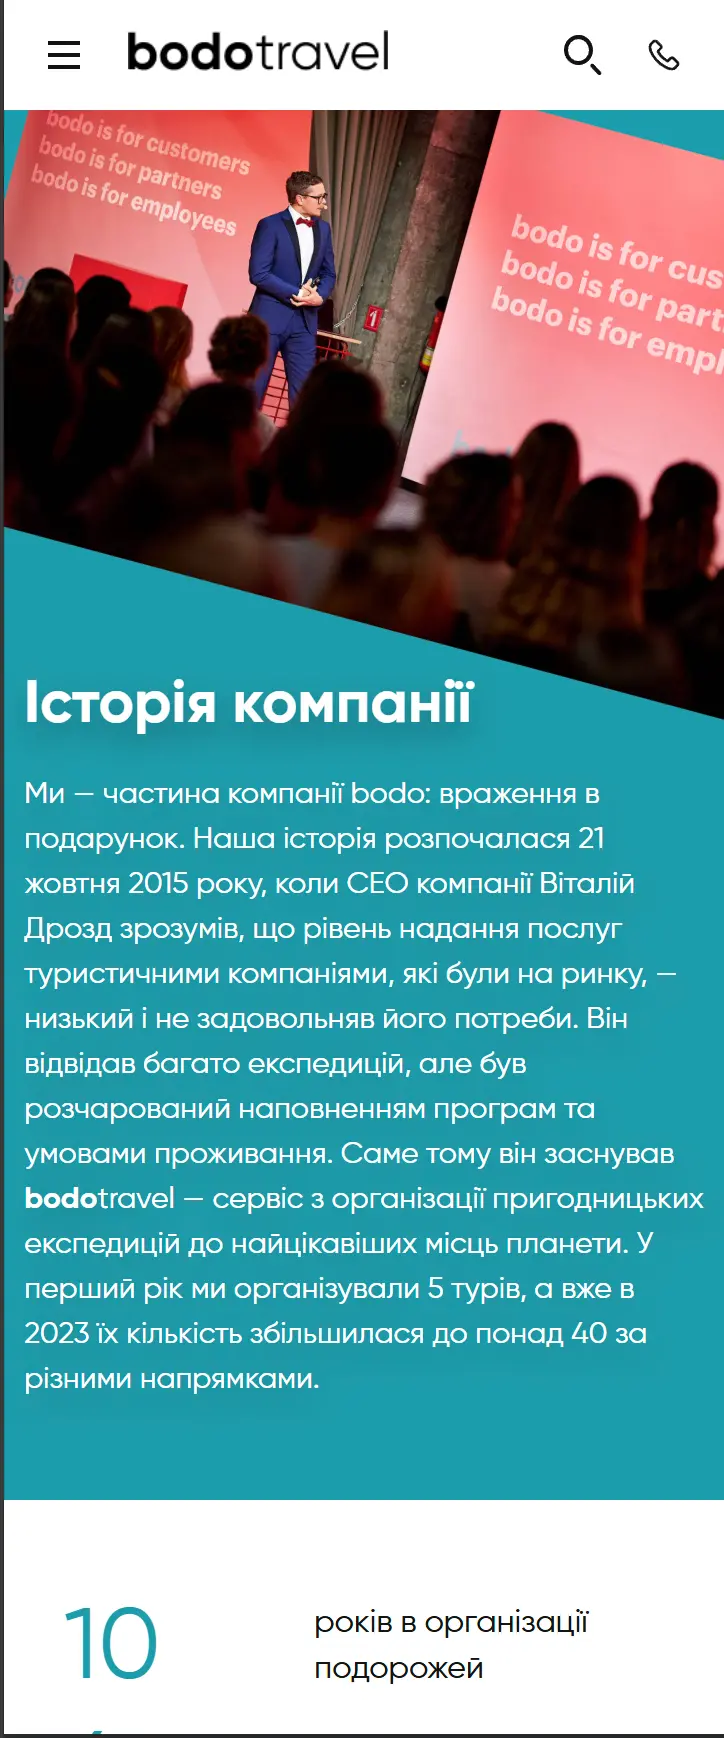 bodotravel
bodo is for customers
bodo is for partners
bodo is for employees
bodo is for
bodo is for
bodo is for
1
Історія компанії
Ми — частина компанії bodo: враження в
подарунок. Наша історія розпочалася 21
жовтня 2015 року, коли СЕО компанії Віталій
Дрозд зрозумів, що рівень надання послуг
туристичними компаніями, які були на ринку, —
низький і не задовольняв його потреби. Він
відвідав багато експедицій, але був
розчарований наповненням програм та
умовами проживання. Саме тому він заснував
bodotravel — сервіс з організації пригодницьких
експедицій до найцікавіших місць планети. У
перший рік ми організували 5 турів, а вже в
2023 їх кількість збільшилася до понад 40 за
різними напрямками.
10
років в організації
подорожей